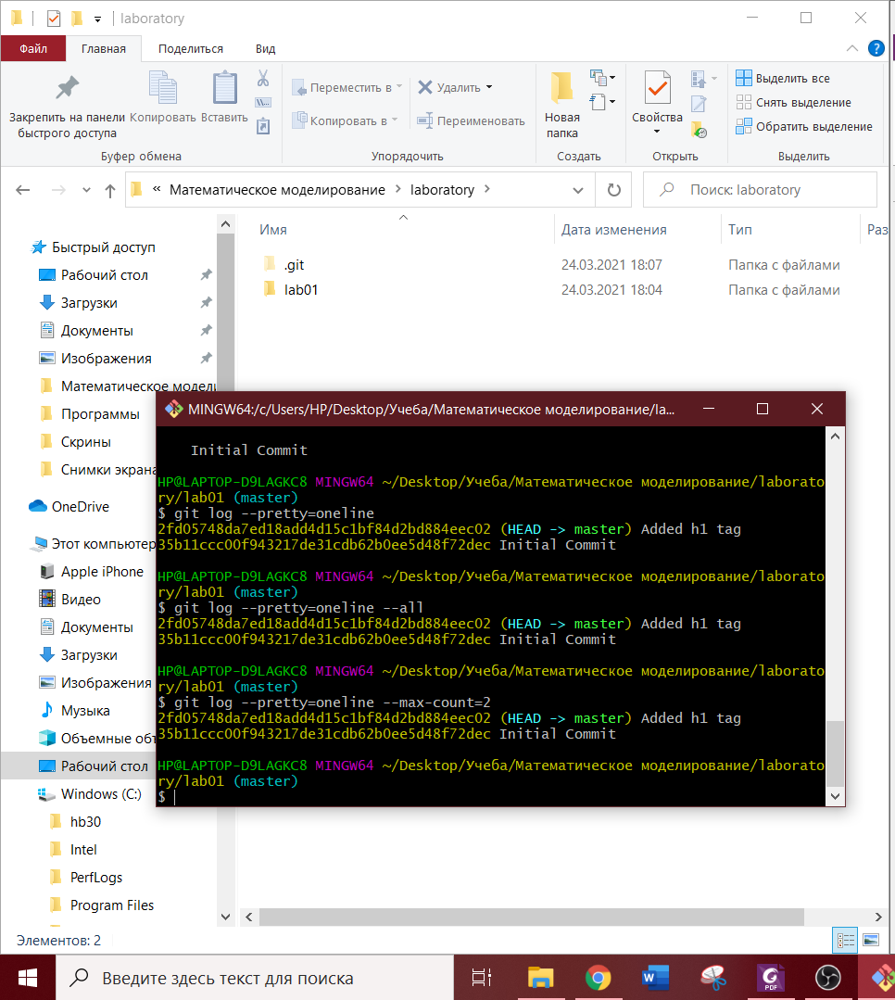 laboratory
Файл Главная Поделиться Вид
Закрепить на панели быстрого доступа
Копировать
Вставить
Переместить в
Копировать в
Удалить
Переименовать
Новая папка
Свойства
Выделить все
Снять выделение
Обратить выделение
Буфер обмена Упорядочить Создать Открыть Выделить
« Математическое моделирование > laboratory >
Поиск: laboratory
Имя Дата изменения Тип Раз
.git 24.03.2021 18:07 Папка с файлами
lab01 24.03.2021 18:04 Папка с файлами
Быстрый доступ
Рабочий стол
Загрузки
Документы
Изображения
Математическое модели
Программы
Скрины
Снимки экрана
OneDrive
Этот компьютер
Apple iPhone
Видео
Документы
Загрузки
Изображения
Музыка
Объемные объ
Рабочий стол
Windows (C:)
hb30
Intel
PerfLogs
Program Files
Элементов: 2
MINGW64:/c/Users/HP/Desktop/Учеба/Математическое моделирование/la...
Initial Commit
HP@LAPTOP-D9LAGKC8 MINGW64 ~/Desktop/Учеба/Математическое моделирование/laborato
ry/lab01 (master)
$ git log --pretty=oneline
2fd05748da7ed18add4d15c1bf84d2bd884eec02 (HEAD -> master) Added h1 tag
35b11ccc00f943217de31cdb62b0ee5d48f72dec Initial Commit
HP@LAPTOP-D9LAGKC8 MINGW64 ~/Desktop/Учеба/Математическое моделирование/laborato
ry/lab01 (master)
$ git log --pretty=oneline --all
2fd05748da7ed18add4d15c1bf84d2bd884eec02 (HEAD -> master) Added h1 tag
35b11ccc00f943217de31cdb62b0ee5d48f72dec Initial Commit
HP@LAPTOP-D9LAGKC8 MINGW64 ~/Desktop/Учеба/Математическое моделирование/laborato
ry/lab01 (master)
$ git log --pretty=oneline --max-count=2
2fd05748da7ed18add4d15c1bf84d2bd884eec02 (HEAD -> master) Added h1 tag
35b11ccc00f943217de31cdb62b0ee5d48f72dec Initial Commit
HP@LAPTOP-D9LAGKC8 MINGW64 ~/Desktop/Учеба/Математическое моделирование/laborato
ry/lab01 (master)
$
Введите здесь текст для поиска
PDF